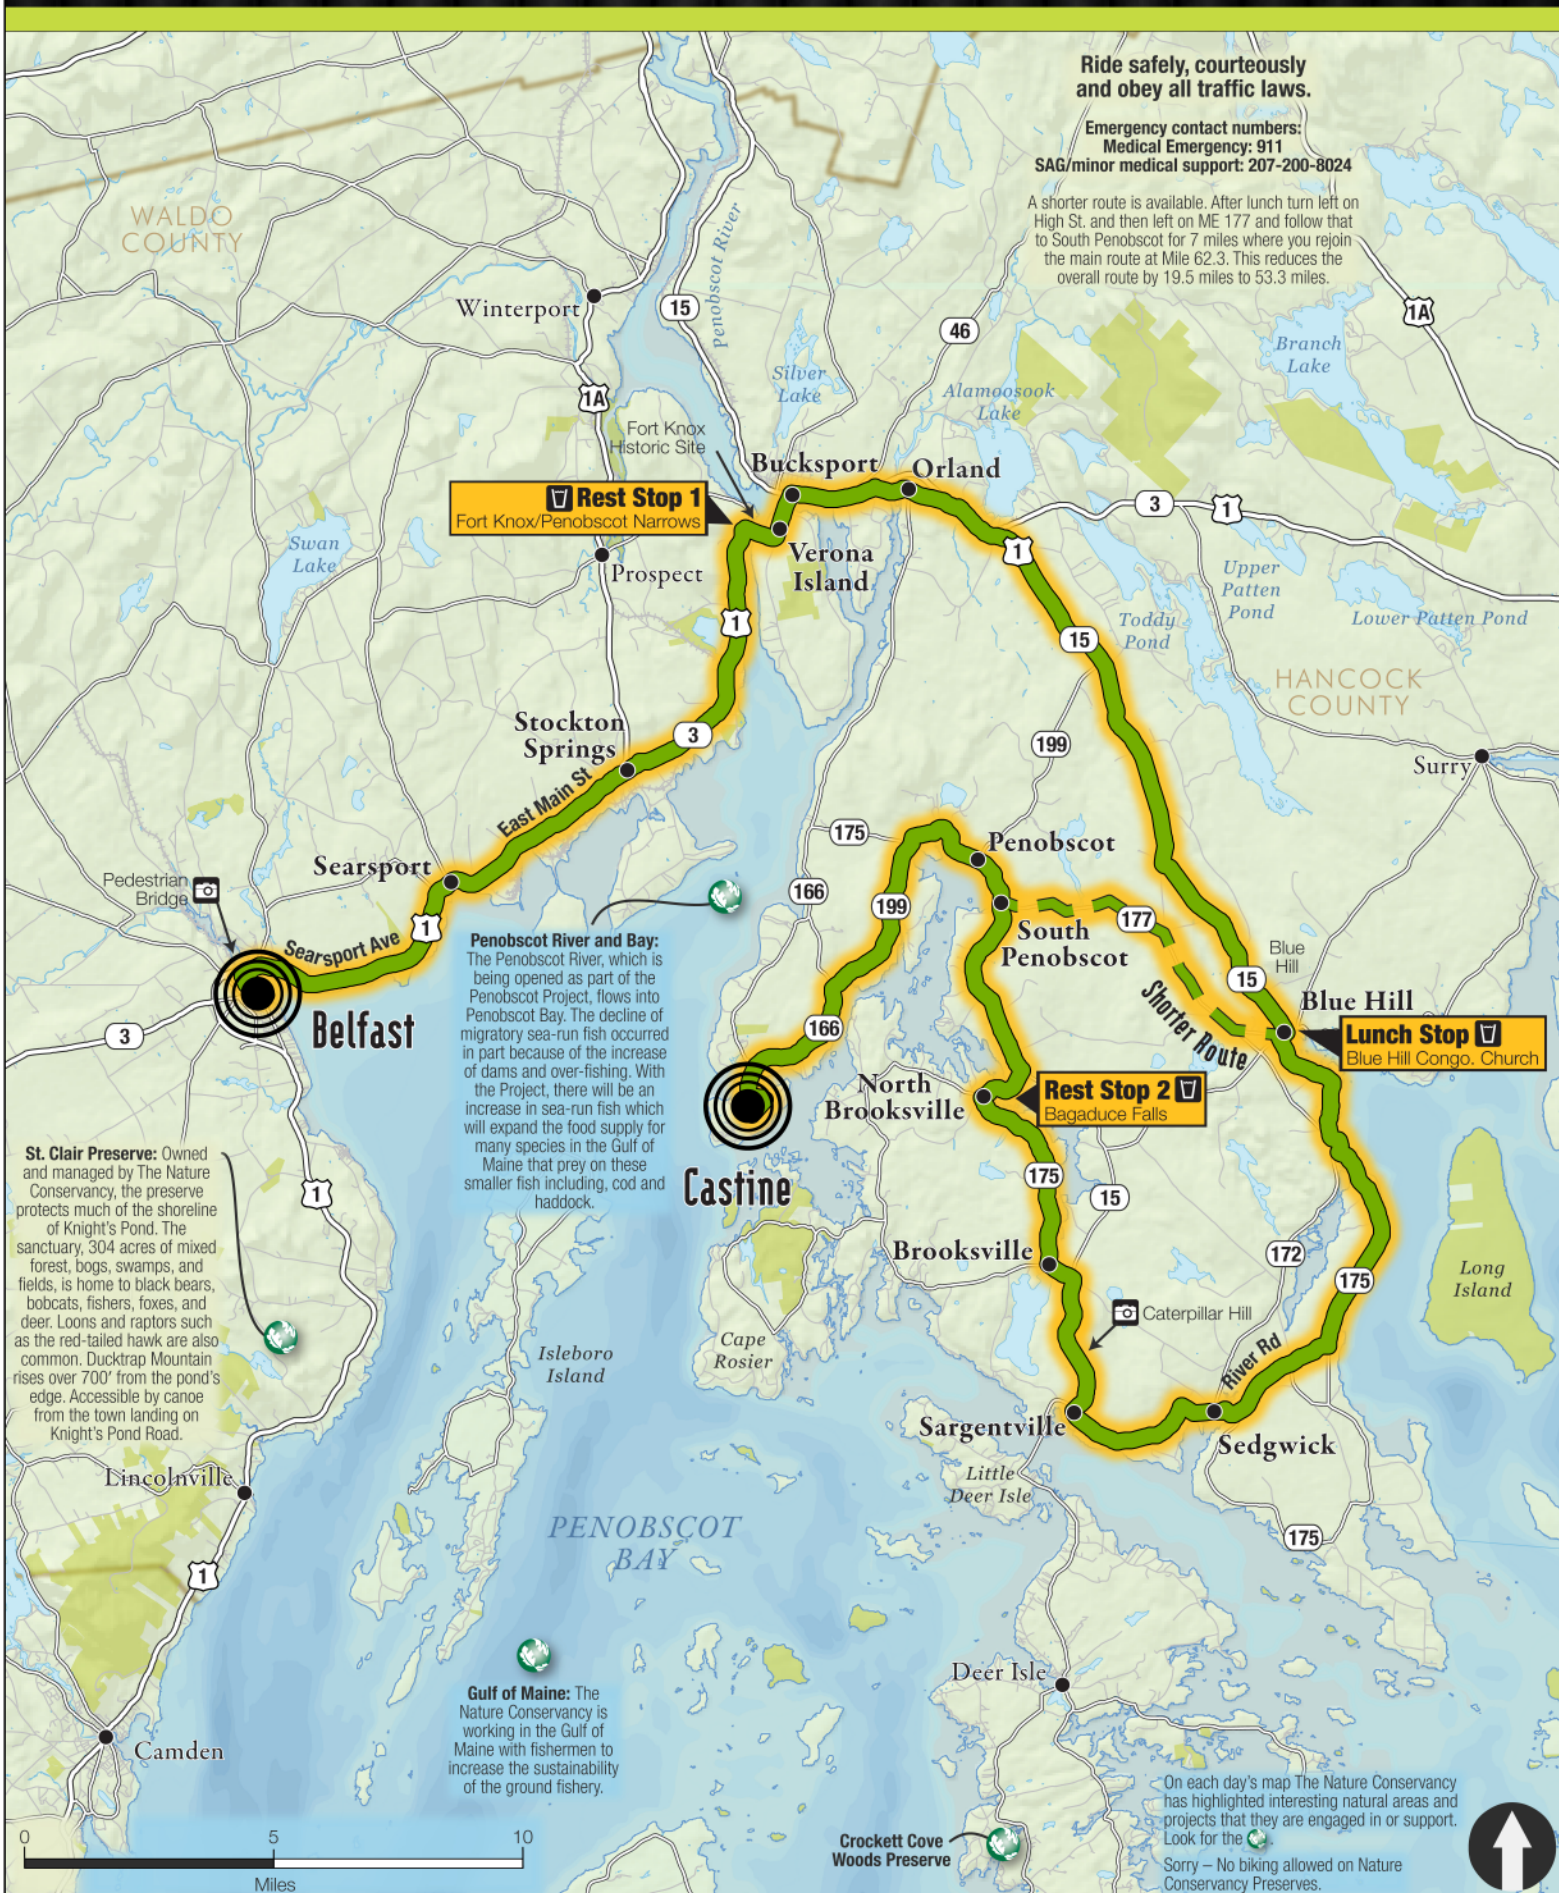 Ride safely, courteously
and obey all traffic laws.
Emergency contact numbers:
Medical Emergency: 911
SAG/minor medical support: 207-200-8024
A shorter route is available. After lunch turn left on
High St. and then left on ME 177 and follow that
to South Penobscot for 7 miles where you rejoin
the main route at Mile 62.3. This reduces the
overall route by 19.5 miles to 53.3 miles.
WALDO
COUNTY
Winterport
15
Penobscot River
46
1A
Branch
Lake
Silver
Lake
Alamoosook
Lake
1A
Fort Knox
Historic Site
Bucksport
Orland
Rest Stop 1
Fort Knox/Penobscot Narrows
3
1
Swan
Lake
Prospect
Verona
Island
1
Upper
Patten
Pond
Toddy
Pond
Lower Patten Pond
1
15
HANCOCK
COUNTY
Stockton
Springs
3
199
Surry
East Main St
175
Penobscot
Searsport
Pedestrian
Bridge
166
199
177
South
Penobscot
1
Searsport Ave
Blue
Hill
15
Blue Hill
Shorter Route
Lunch Stop
Blue Hill Congo. Church
Penobscot River and Bay:
The Penobscot River, which is
being opened as part of the
Penobscot Project, flows into
Penobscot Bay. The decline of
migratory sea-run fish occurred
in part because of the increase
of dams and over-fishing. With
the Project, there will be an
increase in sea-run fish which
will expand the food supply for
many species in the Gulf of
Maine that prey on these
smaller fish including, cod and
haddock.
Belfast
3
166
North
Brooksville
Rest Stop 2
Bagaduce Falls
Castine
175
15
1
St. Clair Preserve: Owned
and managed by The Nature
Conservancy, the preserve
protects much of the shoreline
of Knight's Pond. The
sanctuary, 304 acres of mixed
forest, bogs, swamps, and
fields, is home to black bears,
bobcats, fishers, foxes, and
deer. Loons and raptors such
as the red-tailed hawk are also
common. Ducktrap Mountain
rises over 700' from the pond's
edge. Accessible by canoe
from the town landing on
Knight's Pond Road.
Brooksville
172
175
Long
Island
Caterpillar Hill
Cape
Rosier
Isleboro
Island
River Rd
Sargentville
Sedgwick
Lincolnville
Little
Deer Isle
PENOBSCOT
BAY
175
1
Deer Isle
Gulf of Maine: The
Nature Conservancy is
working in the Gulf of
Maine with fishermen to
increase the sustainability
of the ground fishery.
Camden
On each day's map The Nature Conservancy
has highlighted interesting natural areas and
projects that they are engaged in or support.
Look for the .
Sorry – No biking allowed on Nature
Conservancy Preserves.
Crockett Cove
Woods Preserve
0 5 10
Miles